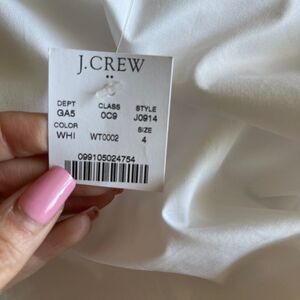 J.CREW
DEPT CLASS STYLE
GA5 0C9 J0914
COLOR SIZE
WHI WT0002 4
099105024754